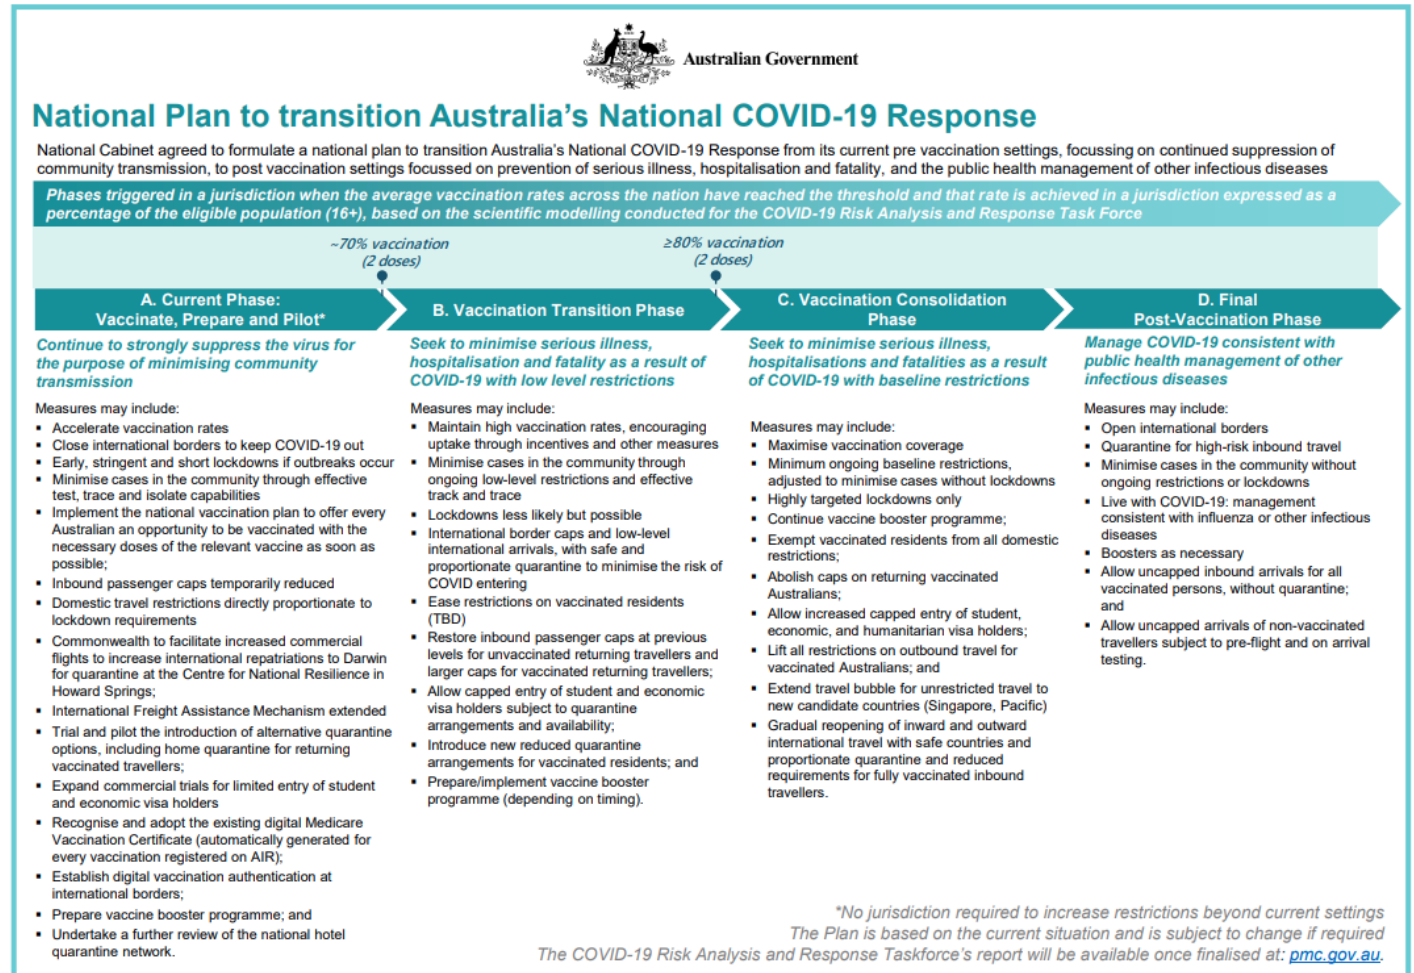 Australian Government
National Plan to transition Australia's National COVID-19 Response
National Cabinet agreed to formulate a national plan to transition Australia's National COVID-19 Response from its current pre vaccination settings, focussing on continued suppression of
community transmission, to post vaccination settings focussed on prevention of serious illness, hospitalisation and fatality, and the public health management of other infectious diseases
Phases triggered in a jurisdiction when the average vaccination rates across the nation have reached the threshold and that rate is achieved in a jurisdiction expressed as a
percentage of the eligible population (16+), based on the scientific modelling conducted for the COVID-19 Risk Analysis and Response Task Force
~70% vaccination
(2 doses)
≥80% vaccination
(2 doses)
A. Current Phase:
Vaccinate, Prepare and Pilot*
Continue to strongly suppress the virus for
the purpose of minimising community
transmission
Measures may include:
▪ Accelerate vaccination rates
▪ Close international borders to keep COVID-19 out
▪ Early, stringent and short lockdowns if outbreaks occur
▪ Minimise cases in the community through effective
test, trace and isolate capabilities
▪ Implement the national vaccination plan to offer every
Australian an opportunity to be vaccinated with the
necessary doses of the relevant vaccine as soon as
possible;
▪ Inbound passenger caps temporarily reduced
▪ Domestic travel restrictions directly proportionate to
lockdown requirements
▪ Commonwealth to facilitate increased commercial
flights to increase international repatriations to Darwin
for quarantine at the Centre for National Resilience in
Howard Springs;
▪ International Freight Assistance Mechanism extended
▪ Trial and pilot the introduction of alternative quarantine
options, including home quarantine for returning
vaccinated travellers;
▪ Expand commercial trials for limited entry of student
and economic visa holders
▪ Recognise and adopt the existing digital Medicare
Vaccination Certificate (automatically generated for
every vaccination registered on AIR);
▪ Establish digital vaccination authentication at
international borders;
▪ Prepare vaccine booster programme; and
▪ Undertake a further review of the national hotel
quarantine network.
B. Vaccination Transition Phase
Seek to minimise serious illness,
hospitalisation and fatality as a result of
COVID-19 with low level restrictions
Measures may include:
▪ Maintain high vaccination rates, encouraging
uptake through incentives and other measures
▪ Minimise cases in the community through
ongoing low-level restrictions and effective
track and trace
▪ Lockdowns less likely but possible
▪ International border caps and low-level
international arrivals, with safe and
proportionate quarantine to minimise the risk of
COVID entering
▪ Ease restrictions on vaccinated residents
(TBD)
▪ Restore inbound passenger caps at previous
levels for unvaccinated returning travellers and
larger caps for vaccinated returning travellers;
▪ Allow capped entry of student and economic
visa holders subject to quarantine
arrangements and availability;
▪ Introduce new reduced quarantine
arrangements for vaccinated residents; and
▪ Prepare/implement vaccine booster
programme (depending on timing).
C. Vaccination Consolidation
Phase
Seek to minimise serious illness,
hospitalisations and fatalities as a result
of COVID-19 with baseline restrictions
Measures may include:
▪ Maximise vaccination coverage
▪ Minimum ongoing baseline restrictions,
adjusted to minimise cases without lockdowns
▪ Highly targeted lockdowns only
▪ Continue vaccine booster programme;
▪ Exempt vaccinated residents from all domestic
restrictions;
▪ Abolish caps on returning vaccinated
Australians;
▪ Allow increased capped entry of student,
economic, and humanitarian visa holders;
▪ Lift all restrictions on outbound travel for
vaccinated Australians; and
▪ Extend travel bubble for unrestricted travel to
new candidate countries (Singapore, Pacific)
▪ Gradual reopening of inward and outward
international travel with safe countries and
proportionate quarantine and reduced
requirements for fully vaccinated inbound
travellers.
D. Final
Post-Vaccination Phase
Manage COVID-19 consistent with
public health management of other
infectious diseases
Measures may include:
▪ Open international borders
▪ Quarantine for high-risk inbound travel
▪ Minimise cases in the community without
ongoing restrictions or lockdowns
▪ Live with COVID-19: management
consistent with influenza or other infectious
diseases
▪ Boosters as necessary
▪ Allow uncapped inbound arrivals for all
vaccinated persons, without quarantine;
and
▪ Allow uncapped arrivals of non-vaccinated
travellers subject to pre-flight and on arrival
testing.
*No jurisdiction required to increase restrictions beyond current settings
The Plan is based on the current situation and is subject to change if required
The COVID-19 Risk Analysis and Response Taskforce's report will be available once finalised at: pmc.gov.au.